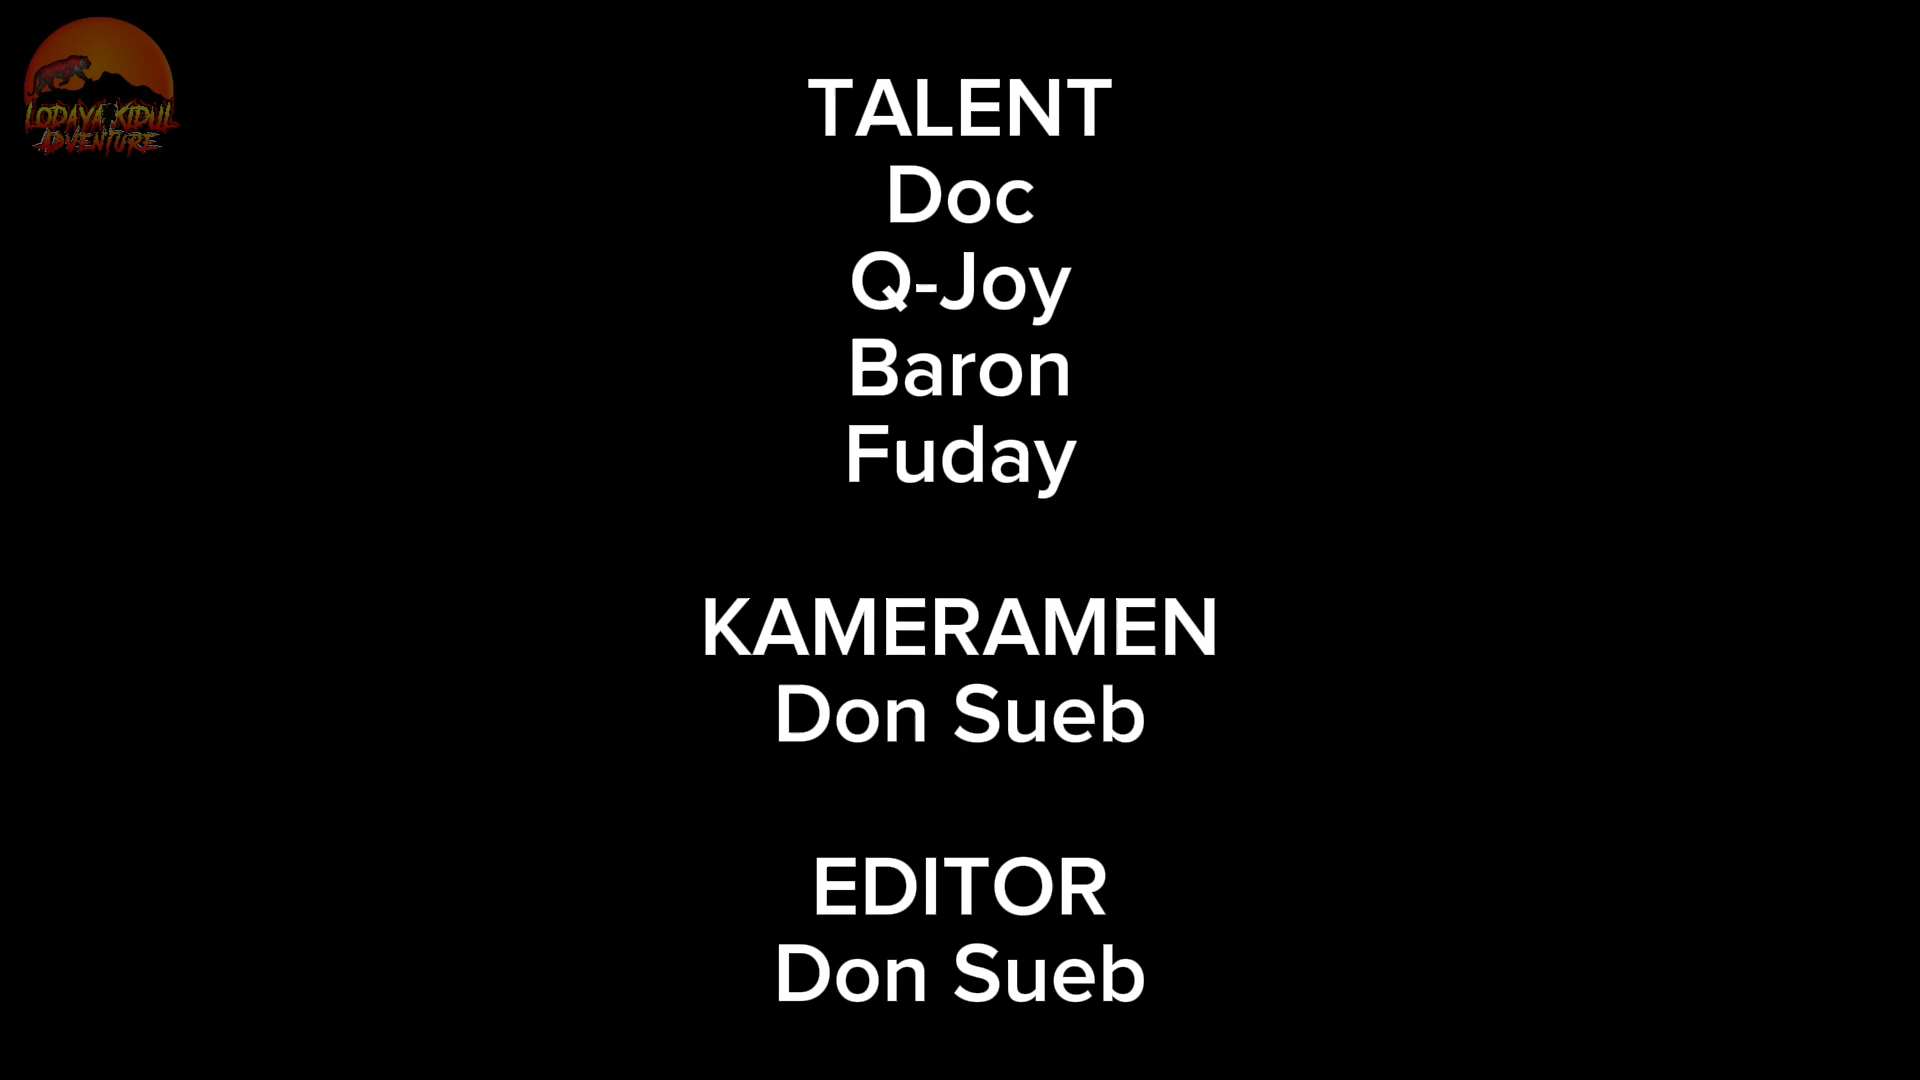 LODAYA KIDUL
ADVENTURE
TALENT
Doc
Q-Joy
Baron
Fuday
KAMERAMEN
Don Sueb
EDITOR
Don Sueb